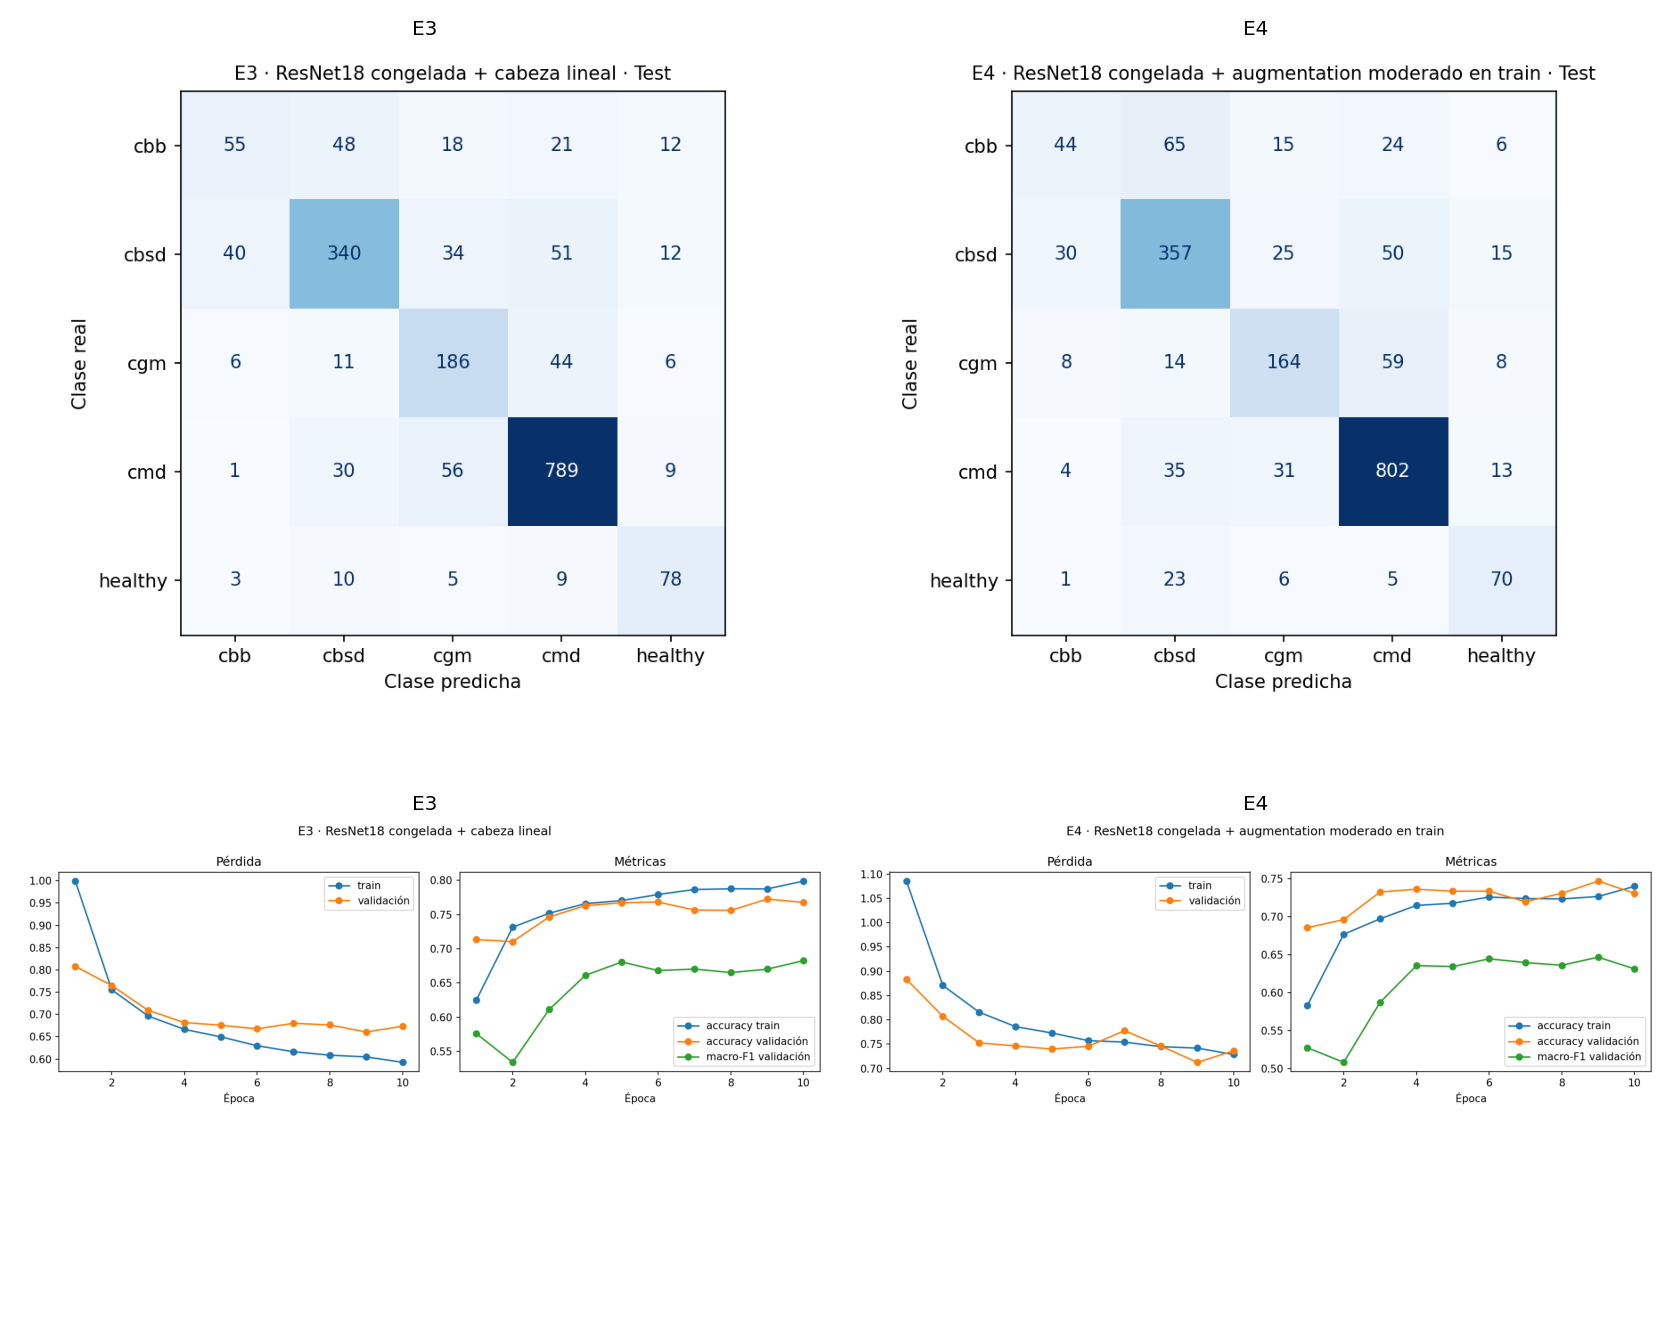 E3
E3 · ResNet18 congelada + cabeza lineal · Test
Clase real
cbb 55 48 18 21 12
cbsd 40 340 34 51 12
cgm 6 11 186 44 6
cmd 1 30 56 789 9
healthy 3 10 5 9 78
cbb cbsd cgm cmd healthy
Clase predicha
E4
E4 · ResNet18 congelada + augmentation moderado en train · Test
Clase real
cbb 44 65 15 24 6
cbsd 30 357 25 50 15
cgm 8 14 164 59 8
cmd 4 35 31 802 13
healthy 1 23 6 5 70
cbb cbsd cgm cmd healthy
Clase predicha
E3
E3 · ResNet18 congelada + cabeza lineal
Pérdida
1.00
0.95
0.90
0.85
0.80
0.75
0.70
0.65
0.60
train
validación
2 4 6 8 10
Época
Métricas
0.80
0.75
0.70
0.65
0.60
0.55
accuracy train
accuracy validación
macro-F1 validación
2 4 6 8 10
Época
E4
E4 · ResNet18 congelada + augmentation moderado en train
Pérdida
1.10
1.05
1.00
0.95
0.90
0.85
0.80
0.75
0.70
train
validación
2 4 6 8 10
Época
Métricas
0.75
0.70
0.65
0.60
0.55
0.50
accuracy train
accuracy validación
macro-F1 validación
2 4 6 8 10
Época